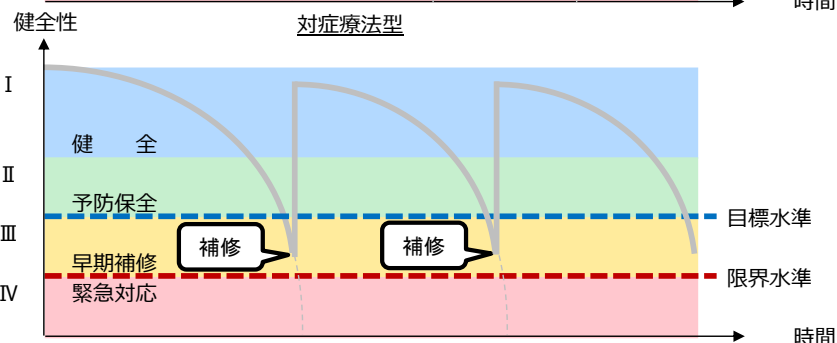 時間
健全性
対症療法型
Ⅰ
健　全
Ⅱ
予防保全
目標水準
Ⅲ
補修
補修
早期補修
限界水準
Ⅳ
緊急対応
時間